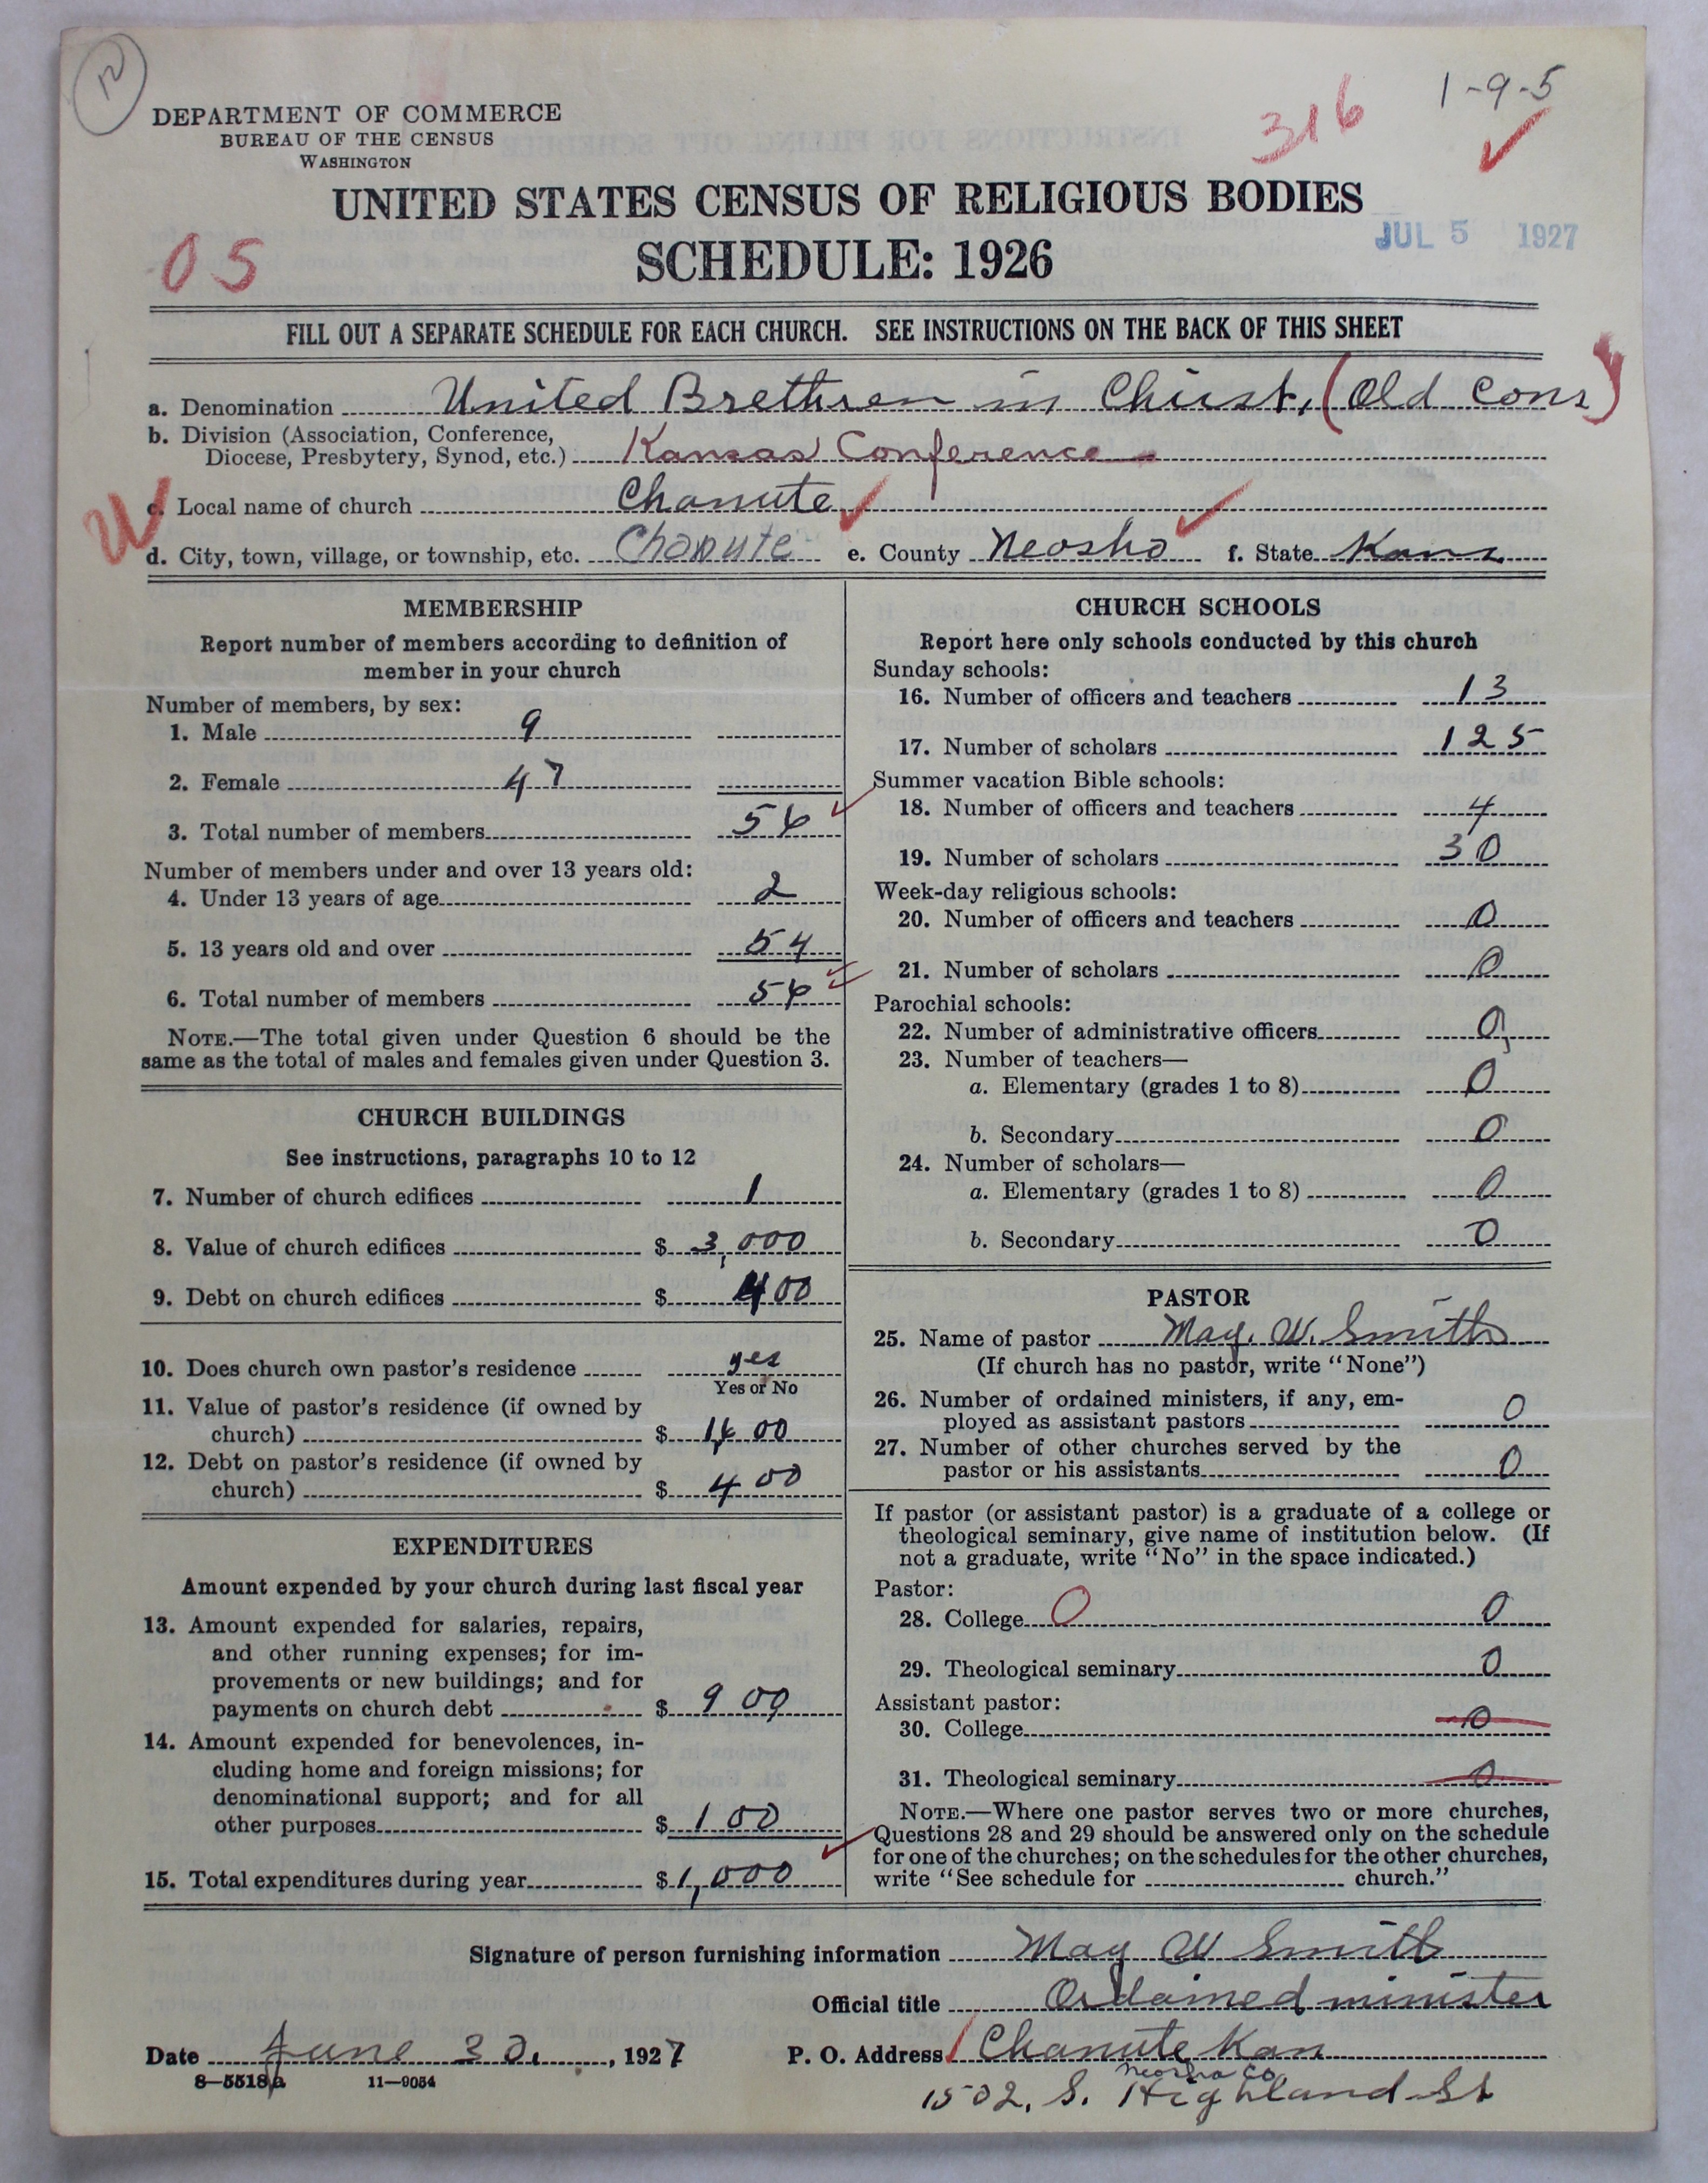 12
1-9-5
316
DEPARTMENT OF COMMERCE
BUREAU OF THE CENSUS
WASHINGTON
UNITED STATES CENSUS OF RELIGIOUS BODIES
SCHEDULE: 1926
JUL 5 1927
05
FILL OUT A SEPARATE SCHEDULE FOR EACH CHURCH. SEE INSTRUCTIONS ON THE BACK OF THIS SHEET
a. Denomination United Brethren in Christ, (Old Cons)
b. Division (Association, Conference,
Diocese, Presbytery, Synod, etc.) Kansas Conference
c. Local name of church Chanute
d. City, town, village, or township, etc. Chanute e. County Neosho f. State Kans
MEMBERSHIP
Report number of members according to definition of
member in your church
Number of members, by sex:
1. Male 9
2. Female 47
3. Total number of members 56
Number of members under and over 13 years old:
4. Under 13 years of age 2
5. 13 years old and over 54
6. Total number of members 56
NOTE.—The total given under Question 6 should be the
same as the total of males and females given under Question 3.
CHURCH BUILDINGS
See instructions, paragraphs 10 to 12
7. Number of church edifices 1
8. Value of church edifices $ 3,000
9. Debt on church edifices $ 400
10. Does church own pastor's residence yes
Yes or No
11. Value of pastor's residence (if owned by
church) $ 1,600
12. Debt on pastor's residence (if owned by
church) $ 400
EXPENDITURES
Amount expended by your church during last fiscal year
13. Amount expended for salaries, repairs,
and other running expenses; for im-
provements or new buildings; and for
payments on church debt $ 900
14. Amount expended for benevolences, in-
cluding home and foreign missions; for
denominational support; and for all
other purposes $ 100
15. Total expenditures during year $ 1,000
CHURCH SCHOOLS
Report here only schools conducted by this church
Sunday schools:
16. Number of officers and teachers 13
17. Number of scholars 125
Summer vacation Bible schools:
18. Number of officers and teachers 4
19. Number of scholars 30
Week-day religious schools:
20. Number of officers and teachers 0
21. Number of scholars 0
Parochial schools:
22. Number of administrative officers 0
23. Number of teachers—
a. Elementary (grades 1 to 8) 0
b. Secondary 0
24. Number of scholars—
a. Elementary (grades 1 to 8) 0
b. Secondary 0
PASTOR
25. Name of pastor May. W. Smith
(If church has no pastor, write "None")
26. Number of ordained ministers, if any, em-
ployed as assistant pastors 0
27. Number of other churches served by the
pastor or his assistants 0
If pastor (or assistant pastor) is a graduate of a college or
theological seminary, give name of institution below. (If
not a graduate, write "No" in the space indicated.)
Pastor:
28. College 0 0
29. Theological seminary 0
Assistant pastor:
30. College 0
31. Theological seminary 0
NOTE.—Where one pastor serves two or more churches,
Questions 28 and 29 should be answered only on the schedule
for one of the churches; on the schedules for the other churches,
write "See schedule for church."
Signature of person furnishing information May W Smith
Official title Ordained minister
Date June 30, 1927 P. O. Address Chanute Kan
Neosho Co
8—5518a 11—9054
1502, S. Highland St